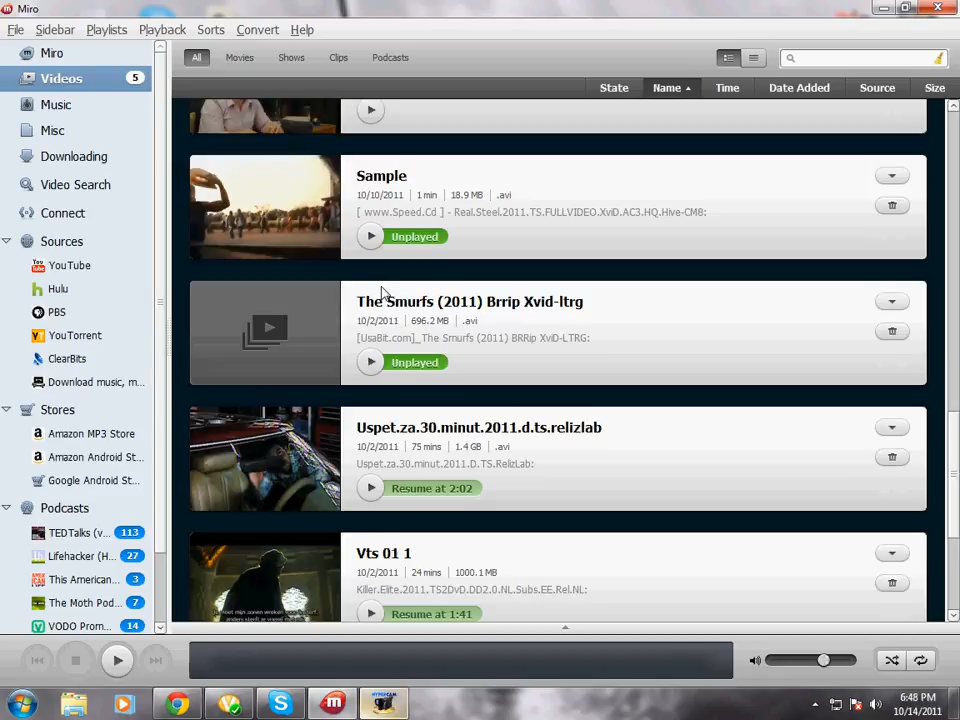 Miro
File Sidebar Playlists Playback Sorts Convert Help
Miro
Videos 5
Music
Misc
Downloading
Video Search
Connect
Sources
YouTube
Hulu
PBS
YouTorrent
ClearBits
Download music, m...
Stores
Amazon MP3 Store
Amazon Android St...
Google Android St...
Podcasts
TEDTalks (v... 113
Lifehacker (H... 27
This American... 3
The Moth Pod... 7
VODO Prom... 14
All Movies Shows Clips Podcasts
State Name Time Date Added Source Size
Sample
10/10/2011 1 min 18.9 MB .avi
[ www.Speed.Cd ] - Real.Steel.2011.TS.FULLVIDEO.XviD.AC3.HQ.Hive-CM8:
Unplayed
The Smurfs (2011) Brrip Xvid-ltrg
10/2/2011 696.2 MB .avi
[UsaBit.com]_The Smurfs (2011) BRRip XviD-LTRG:
Unplayed
Uspet.za.30.minut.2011.d.ts.relizlab
10/2/2011 75 mins 1.4 GB .avi
Uspet.za.30.minut.2011.D.TS.RelizLab:
Resume at 2:02
Vts 01 1
10/2/2011 24 mins 1000.1 MB
Killer.Elite.2011.TS2DvD.DD2.0.NL.Subs.EE.Rel.NL:
Resume at 1:41
HYPERCAM
6:48 PM
10/14/2011